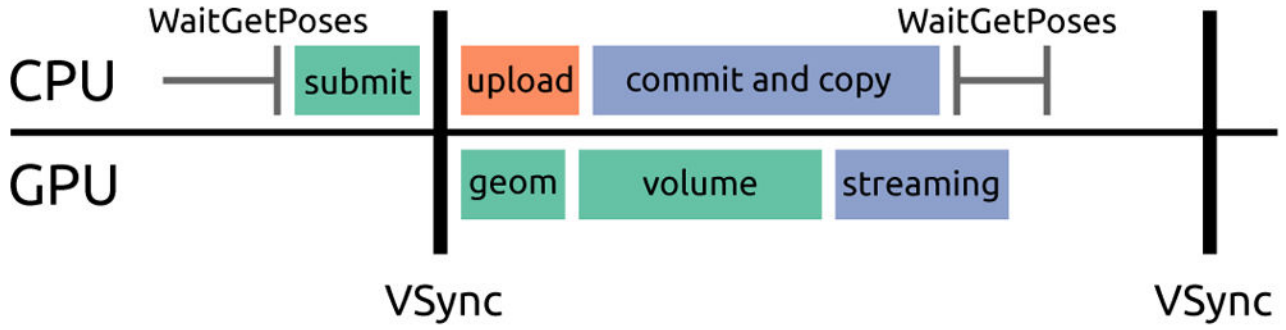 WaitGetPoses WaitGetPoses
CPU submit upload commit and copy
GPU geom volume streaming
VSync VSync